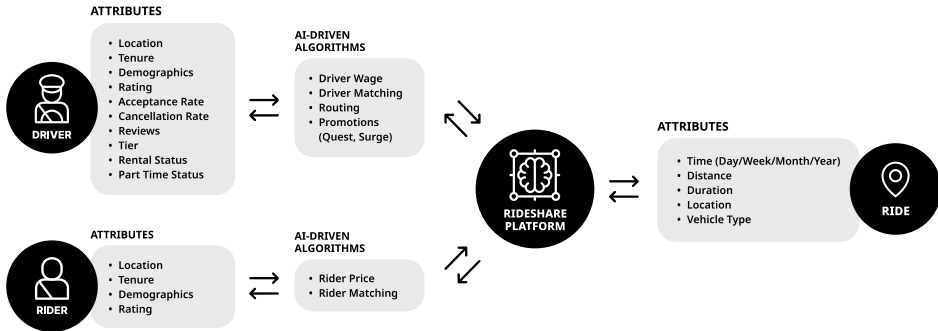 ATTRIBUTES
• Location
• Tenure
• Demographics
• Rating
• Acceptance Rate
• Cancellation Rate
• Reviews
• Tier
• Rental Status
• Part Time Status
DRIVER
AI-DRIVEN
ALGORITHMS
• Driver Wage
• Driver Matching
• Routing
• Promotions
(Quest, Surge)
ATTRIBUTES
• Location
• Tenure
• Demographics
• Rating
RIDER
AI-DRIVEN
ALGORITHMS
• Rider Price
• Rider Matching
RIDESHARE
PLATFORM
ATTRIBUTES
• Time (Day/Week/Month/Year)
• Distance
• Duration
• Location
• Vehicle Type
RIDE